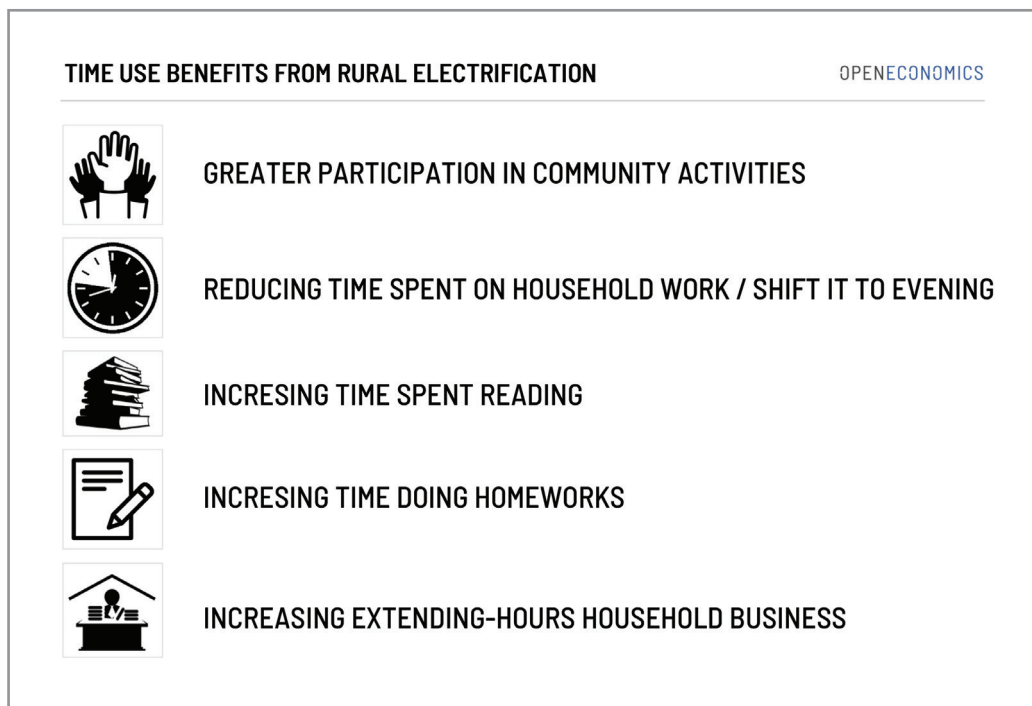 TIME USE BENEFITS FROM RURAL ELECTRIFICATION
OPENECONOMICS
GREATER PARTICIPATION IN COMMUNITY ACTIVITIES
REDUCING TIME SPENT ON HOUSEHOLD WORK / SHIFT IT TO EVENING
INCRESING TIME SPENT READING
INCRESING TIME DOING HOMEWORKS
INCREASING EXTENDING-HOURS HOUSEHOLD BUSINESS